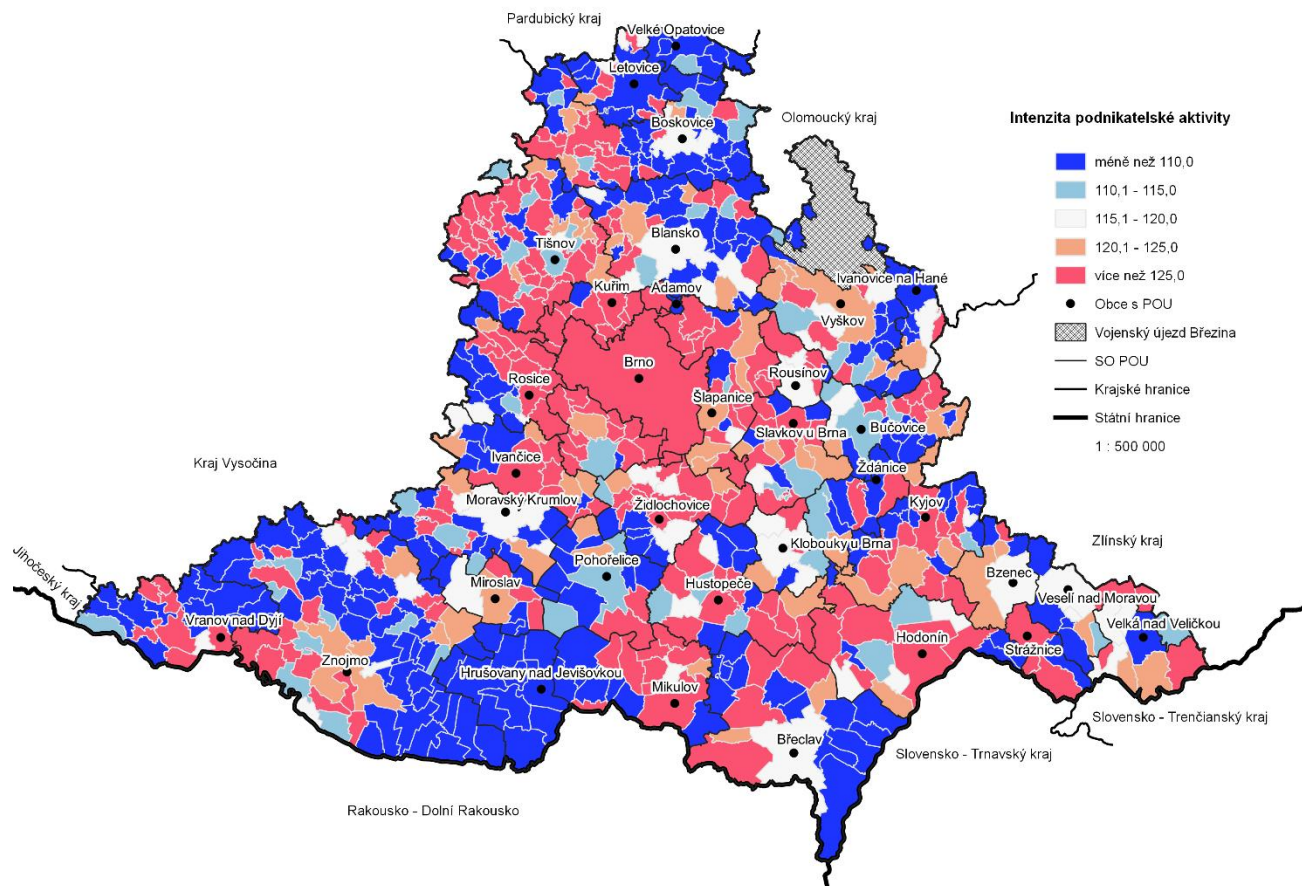 Pardubický kraj
Velké Opatovice
Letovice
Olomoucký kraj
Boskovice
Intenzita podnikatelské aktivity
méně než 110,0
110,1 - 115,0
115,1 - 120,0
120,1 - 125,0
více než 125,0
Obce s POU
Vojenský újezd Březina
SO POU
Krajské hranice
Státní hranice
1 : 500 000
Blansko
Tišnov
Ivanovice na Hané
Kuřim
Adamov
Vyškov
Brno
Rousínov
Rosice
Šlapanice
Slavkov u Brna
Bučovice
Kraj Vysočina
Ivančice
Ždánice
Moravský Krumlov
Židlochovice
Kyjov
Klobouky u Brna
Zlínský kraj
Jihočeský kraj
Pohořelice
Miroslav
Hustopeče
Bzenec
Veselí nad Moravou
Vranov nad Dyjí
Velká nad Veličkou
Hodonín
Strážnice
Znojmo
Hrušovany nad Jevišovkou
Mikulov
Slovensko - Trenčianský kraj
Břeclav
Slovensko - Trnavský kraj
Rakousko - Dolní Rakousko